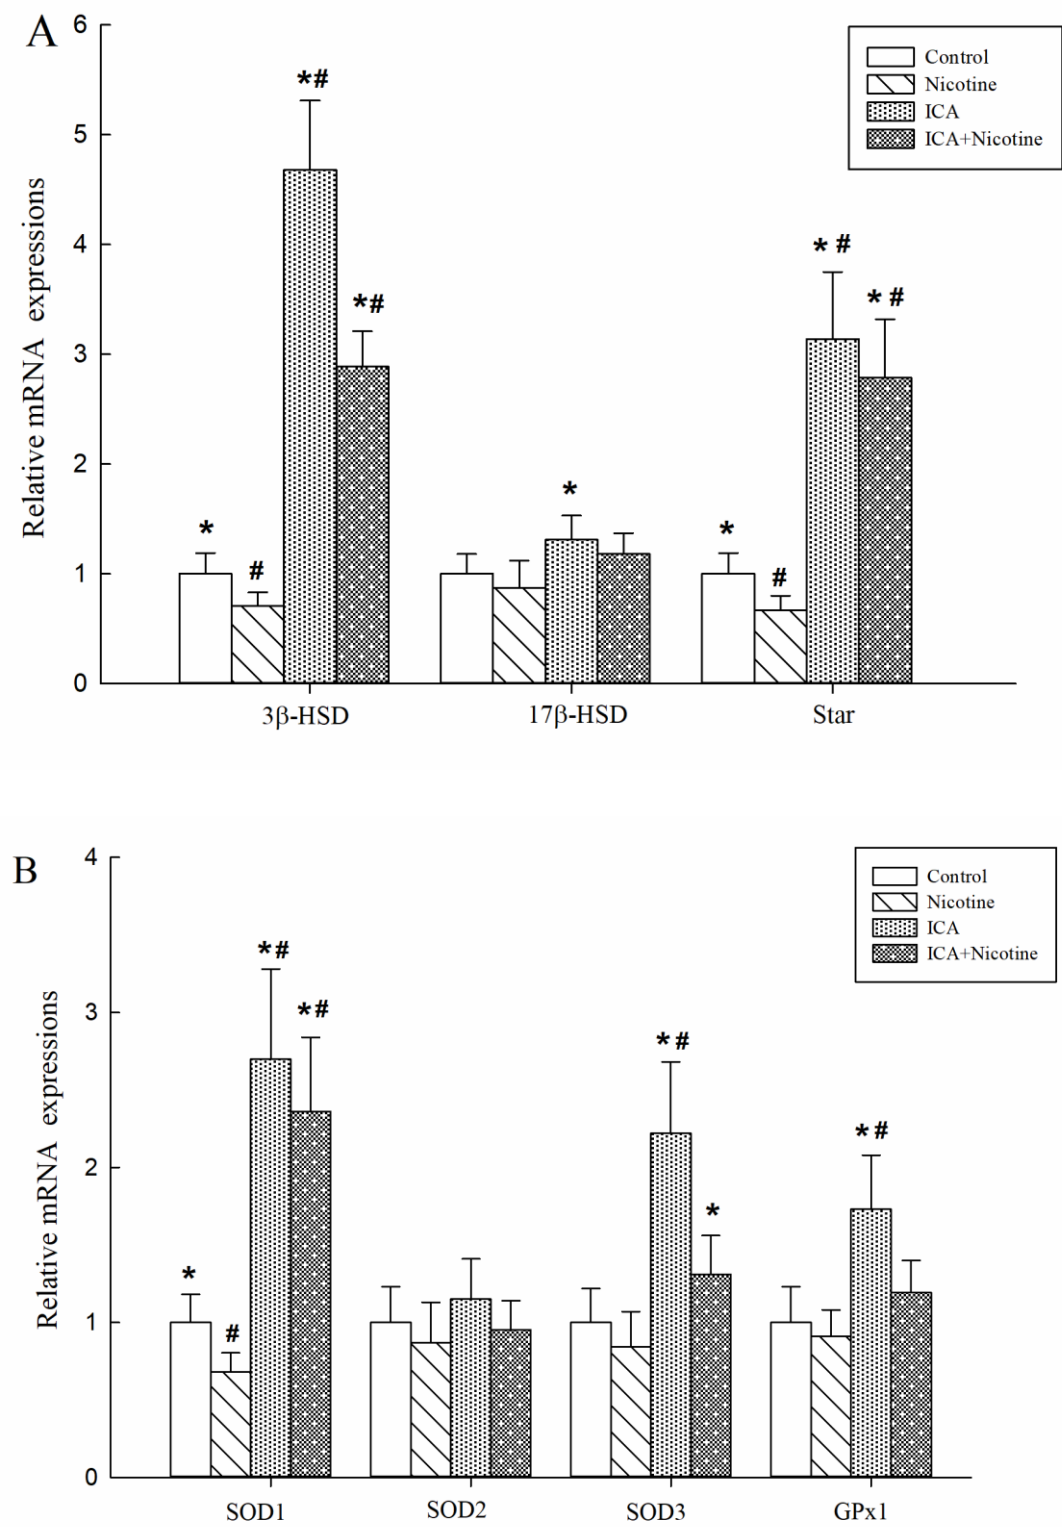 A
Relative mRNA expressions
6
5
4
3
2
1
0
Control
Nicotine
ICA
ICA+Nicotine
*#
*#
* #
* #
*
#
*
*
#
3β-HSD 17β-HSD Star
B
Relative mRNA expressions
4
3
2
1
0
Control
Nicotine
ICA
ICA+Nicotine
*#
*#
* #
* #
*
*
#
SOD1 SOD2 SOD3 GPx1